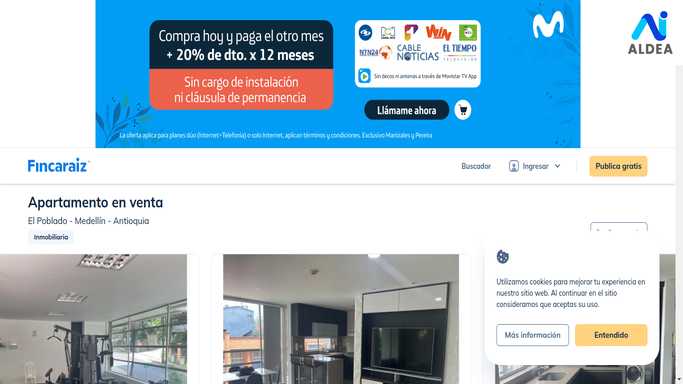 Compra hoy y paga el otro mes
+ 20% de dto. x 12 meses
Sin cargo de instalación
ni cláusula de permanencia
WIN
NTN24
CABLE
NOTICIAS
EL TIEMPO
TELEVISIÓN
Sin decos ni antenas a través de Movistar TV App
Llámame ahora
La oferta aplica para planes dúo (Internet+Telefonía) o solo Internet, aplican términos y condiciones. Exclusivo Manizales y Pereira
ALDEA
Fincaraiz
Buscador
Ingresar
Publica gratis
Apartamento en venta
El Poblado - Medellín - Antioquia
Inmobiliaria
Utilizamos cookies para mejorar tu experiencia en
nuestro sitio web. Al continuar en el sitio
consideramos que aceptas su uso.
Más información
Entendido